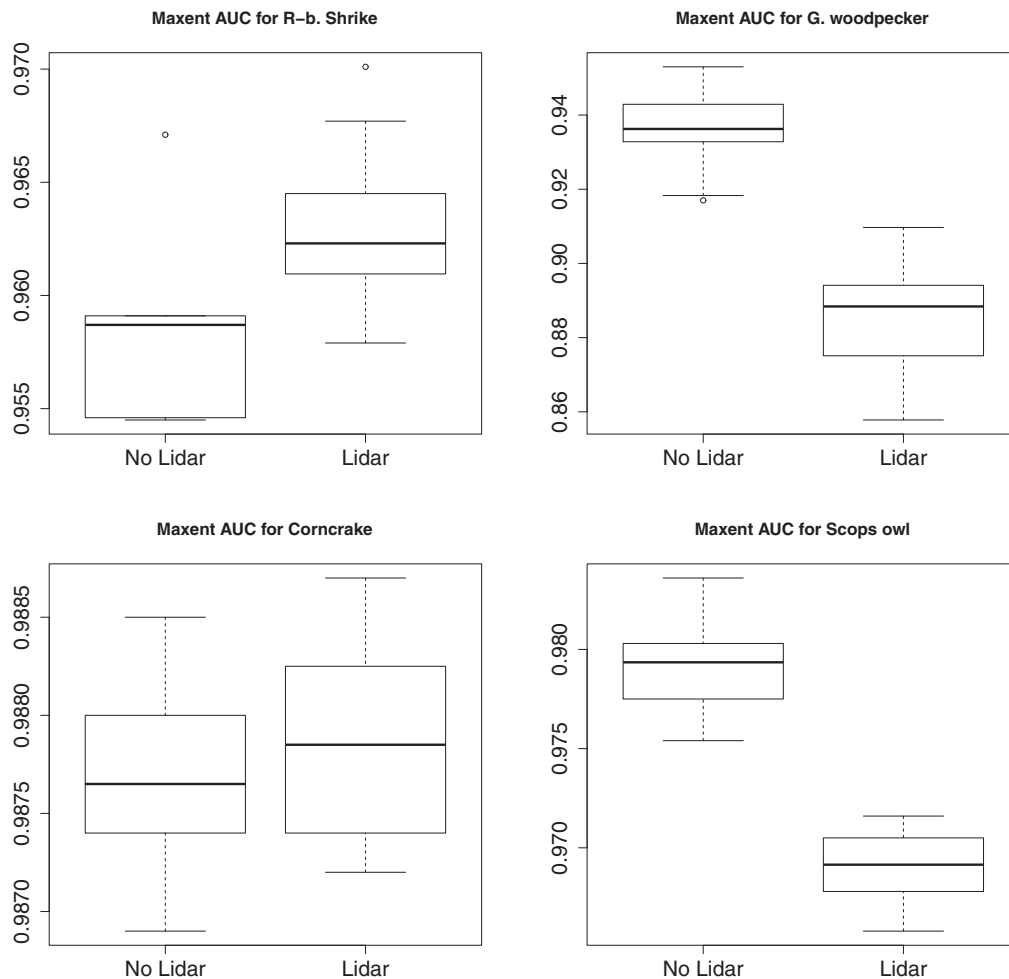 Maxent AUC for R−b. Shrike
0.970
0.965
0.960
0.955
No Lidar
Lidar
Maxent AUC for G. woodpecker
0.94
0.92
0.90
0.88
0.86
No Lidar
Lidar
Maxent AUC for Corncrake
0.9885
0.9880
0.9875
0.9870
No Lidar
Lidar
Maxent AUC for Scops owl
0.980
0.975
0.970
No Lidar
Lidar